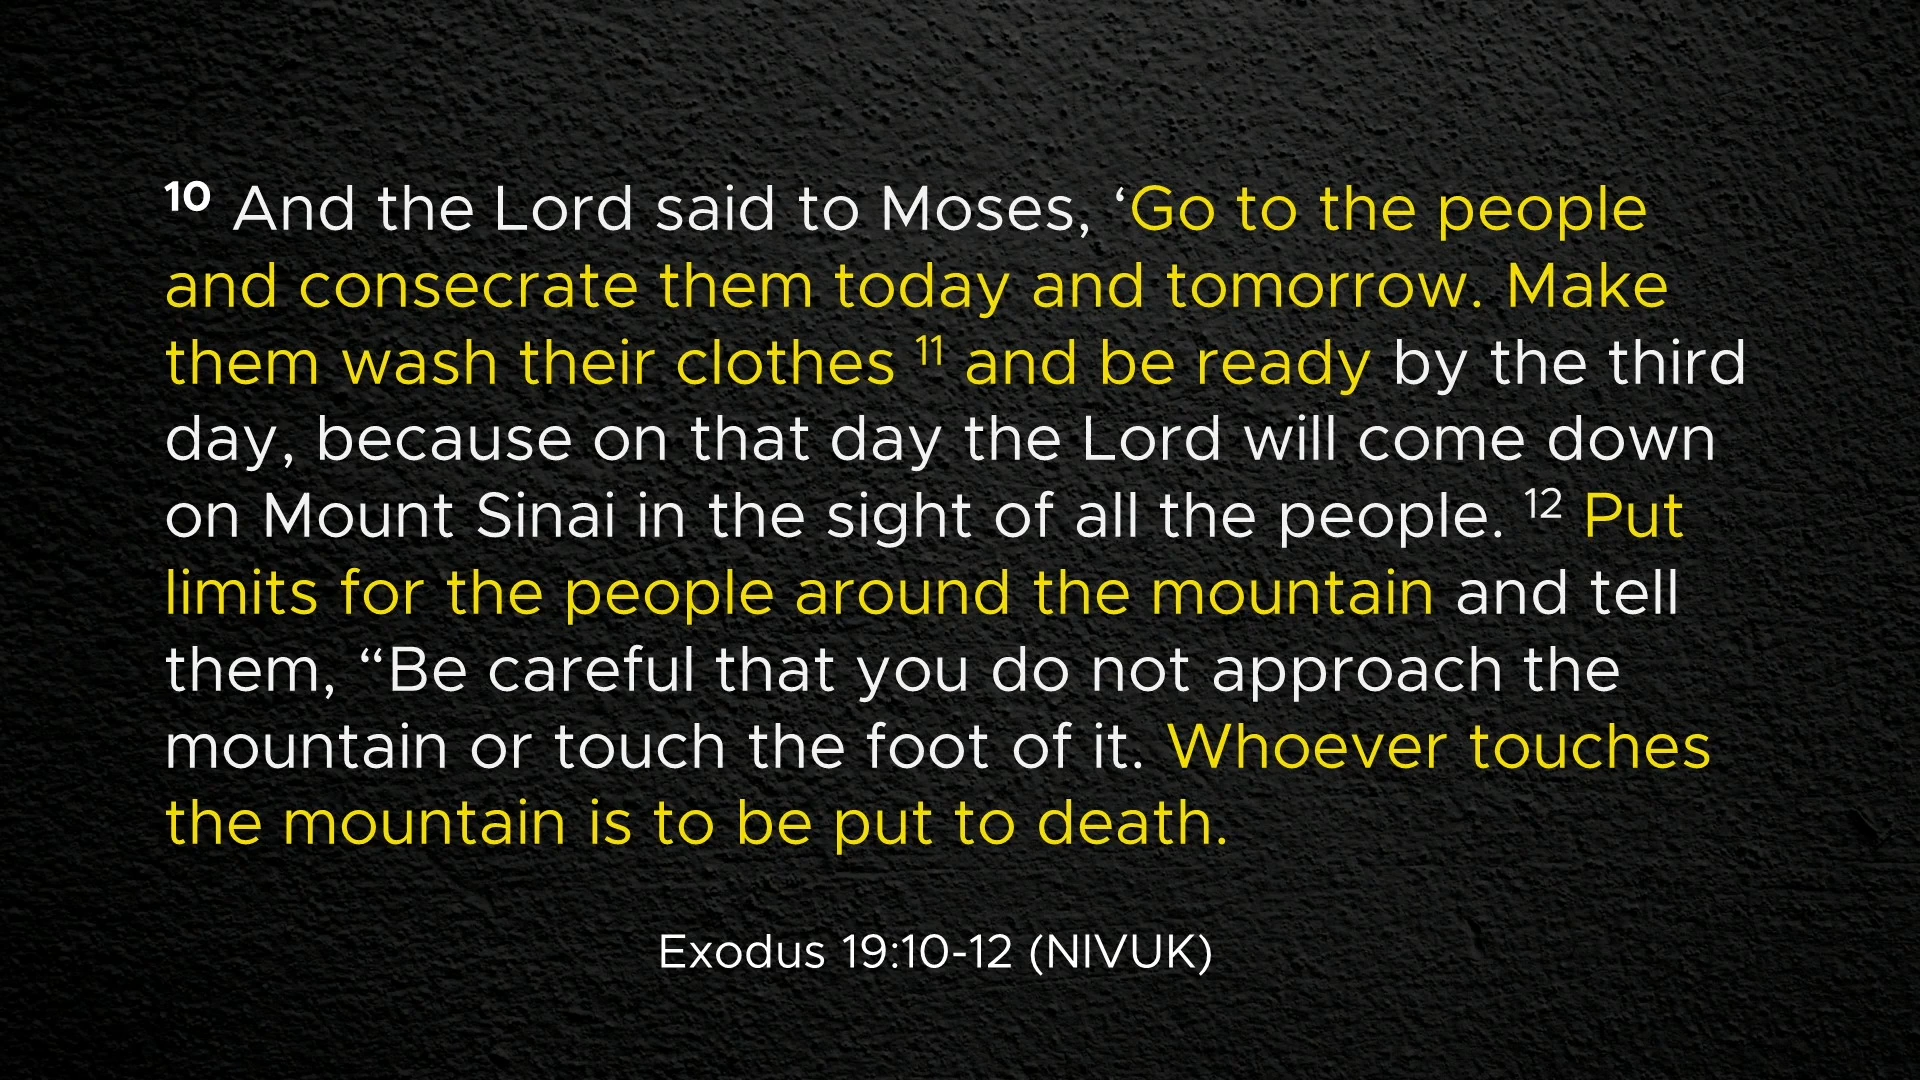 10 And the Lord said to Moses, ‘Go to the people
and consecrate them today and tomorrow. Make
them wash their clothes 11 and be ready by the third
day, because on that day the Lord will come down
on Mount Sinai in the sight of all the people. 12 Put
limits for the people around the mountain and tell
them, “Be careful that you do not approach the
mountain or touch the foot of it. Whoever touches
the mountain is to be put to death.
Exodus 19:10-12 (NIVUK)